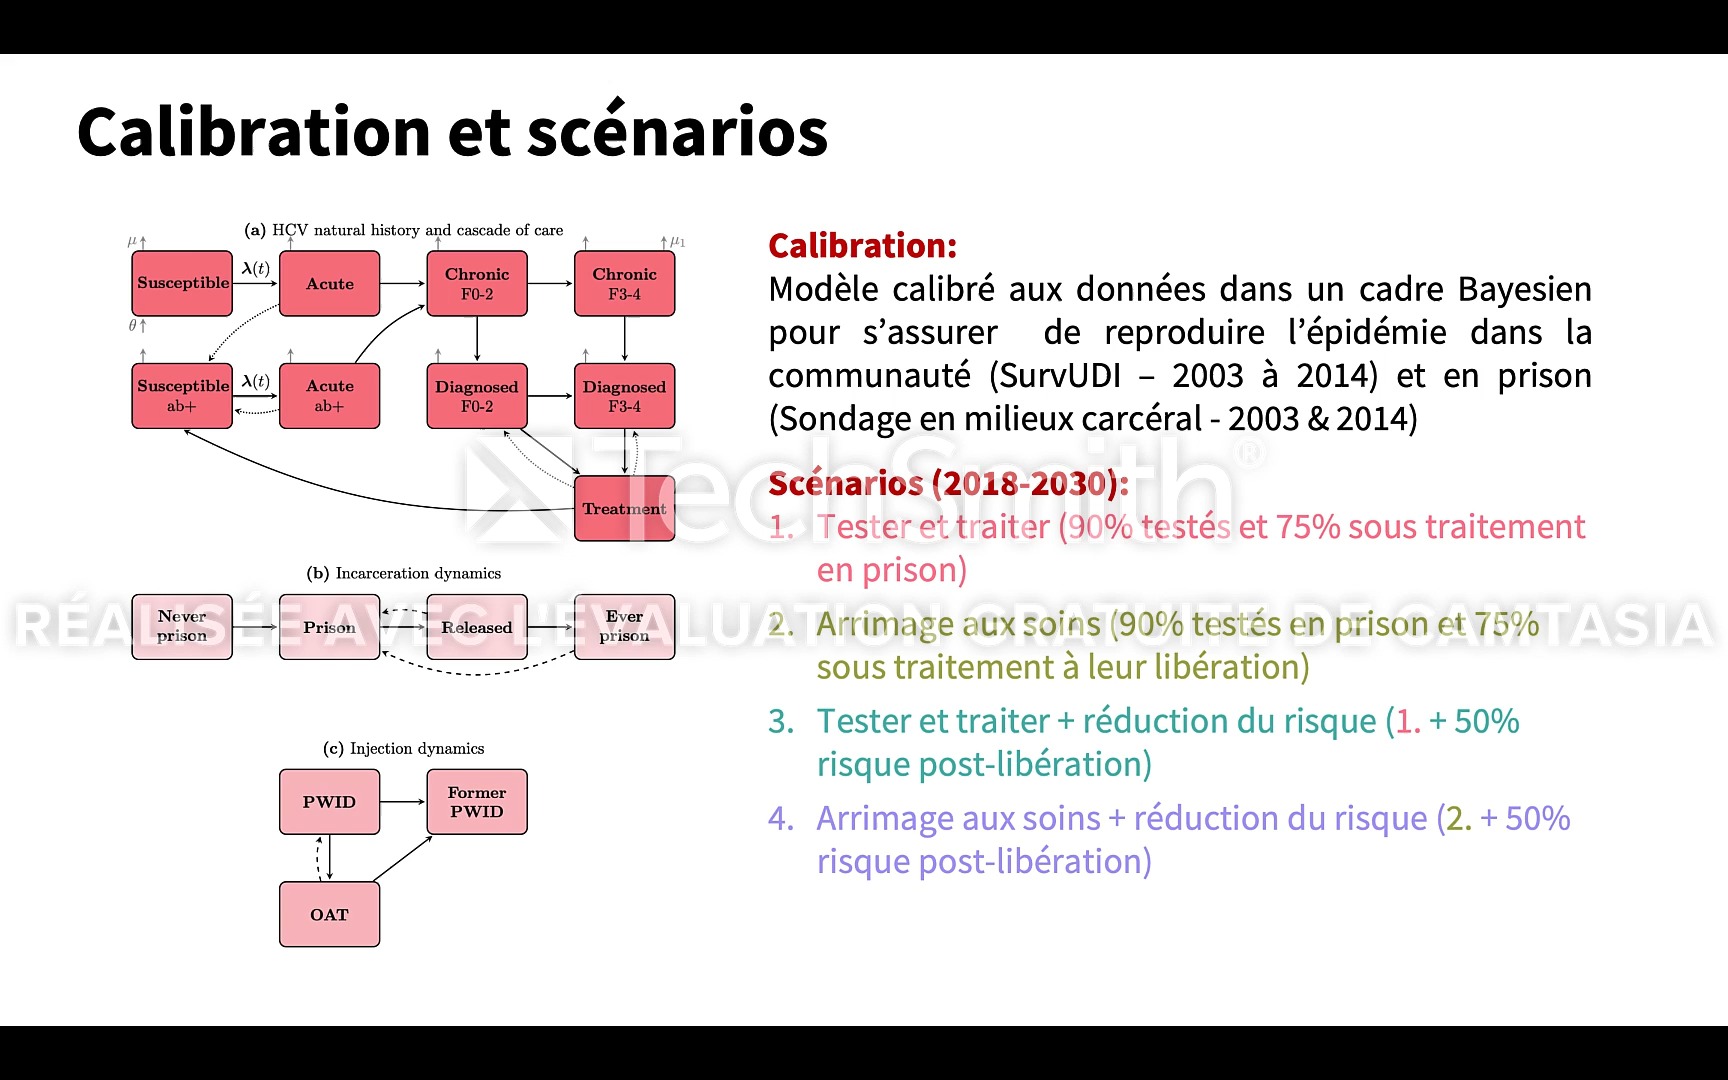 Calibration et scénarios
(a) HCV natural history and cascade of care
μ
μ₁
Susceptible
λ(t)
Acute
Chronic
F0-2
Chronic
F3-4
θ
Susceptible
ab+
λ(t)
Acute
ab+
Diagnosed
F0-2
Diagnosed
F3-4
Treatment
(b) Incarceration dynamics
Never
prison
Prison
Released
Ever
prison
(c) Injection dynamics
PWID
Former
PWID
OAT
Calibration:
Modèle calibré aux données dans un cadre Bayesien
pour s’assurer de reproduire l’épidémie dans la
communauté (SurvUDI – 2003 à 2014) et en prison
(Sondage en milieux carcéral - 2003 & 2014)
Scénarios (2018-2030):
1. Tester et traiter (90% testés et 75% sous traitement
en prison)
2. Arrimage aux soins (90% testés en prison et 75%
sous traitement à leur libération)
3. Tester et traiter + réduction du risque (1. + 50%
risque post-libération)
4. Arrimage aux soins + réduction du risque (2. + 50%
risque post-libération)
TechSmith®
RÉALISÉE AVEC L'ÉVALUATION GRATUITE DE CAMTASIA